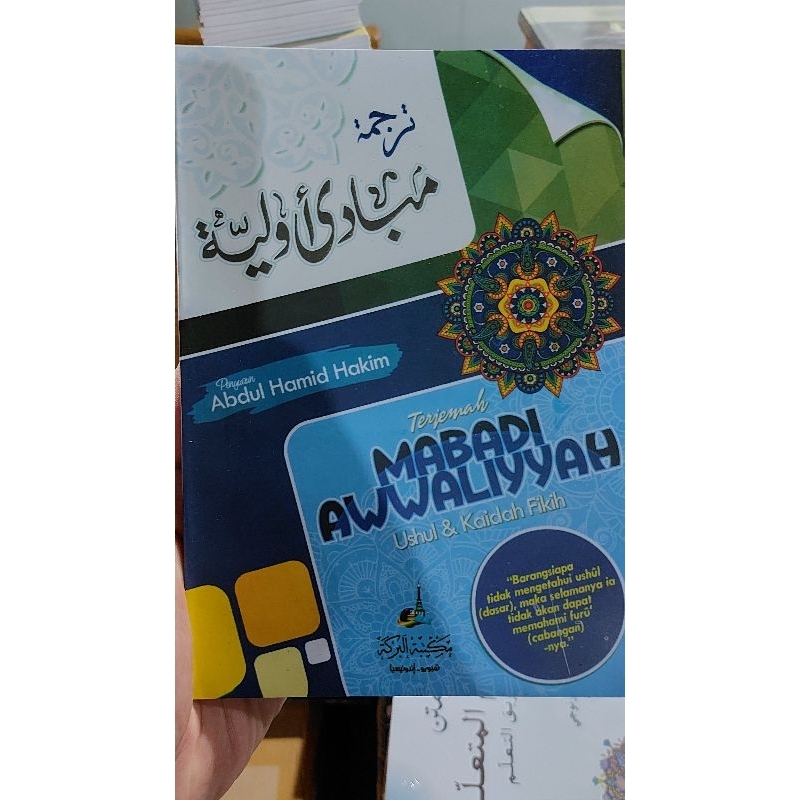 ترجمة
مبادئ أولية
Penyusun
Abdul Hamid Hakim
Terjemah
MABADI
AWWALIYYAH
Ushul & Kaidah Fikih
"Barangsiapa
tidak mengetahui ushûl
(dasar), maka selamanya ia
tidak akan dapat
memahami furû'
(cabangan)
-nya."
مكتبة البركة
المتعلم